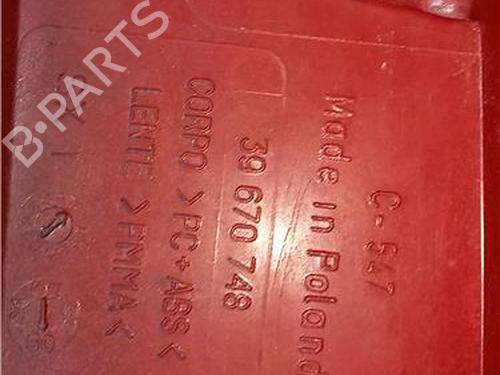 B-PARTS
C-547
Made in Poland
39 670 748
CORPO >PC+ABS<
LENTE >PMMA<